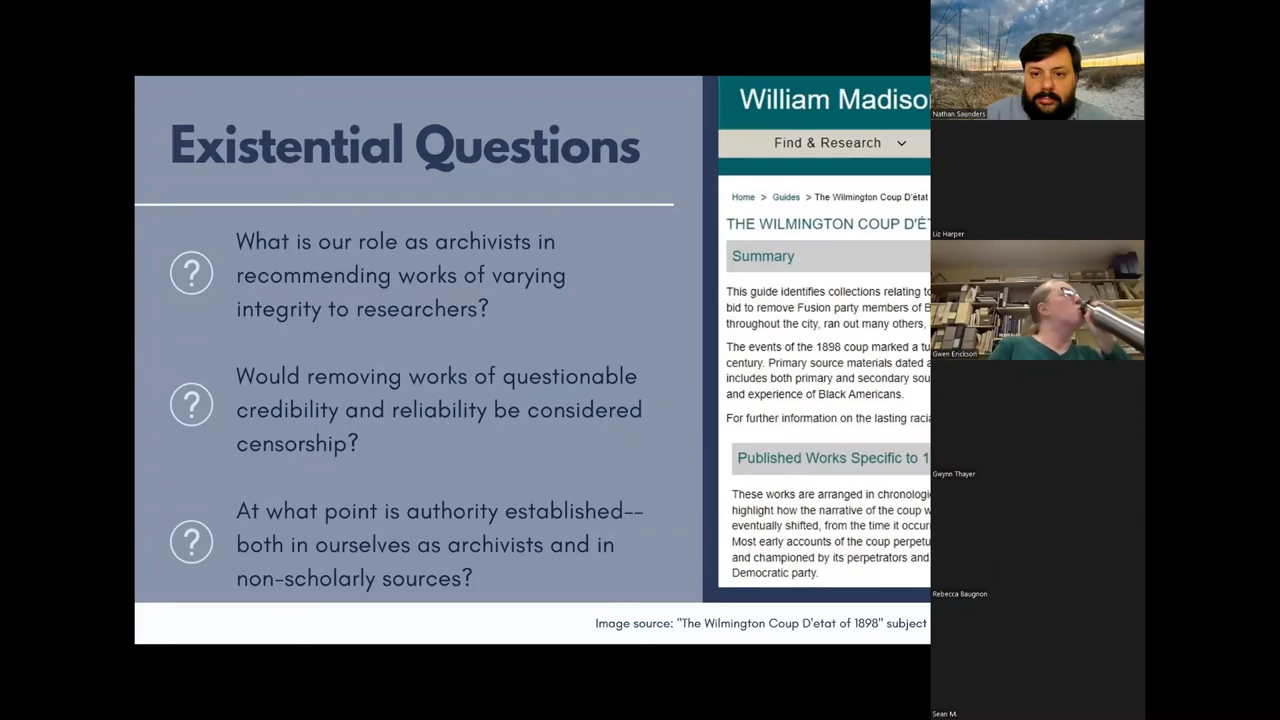 Existential Questions
What is our role as archivists in
recommending works of varying
integrity to researchers?
Would removing works of questionable
credibility and reliability be considered
censorship?
At what point is authority established--
both in ourselves as archivists and in
non-scholarly sources?
?
?
?
William Madiso
Find & Research
Home > Guides > The Wilmington Coup D'état
THE WILMINGTON COUP D'É
Summary
This guide identifies collections relating to
bid to remove Fusion party members of B
throughout the city, ran out many others,
The events of the 1898 coup marked a tu
century. Primary source materials dated a
includes both primary and secondary sou
and experience of Black Americans.
For further information on the lasting racia
Published Works Specific to 1
These works are arranged in chronologi
highlight how the narrative of the coup w
eventually shifted, from the time it occur
Most early accounts of the coup perpetu
and championed by its perpetrators and
Democratic party.
Image source: "The Wilmington Coup D'etat of 1898" subject
Nathan Saunders
Liz Harper
Gwen Erickson
Gwynn Thayer
Rebecca Baugnon
Sean M.